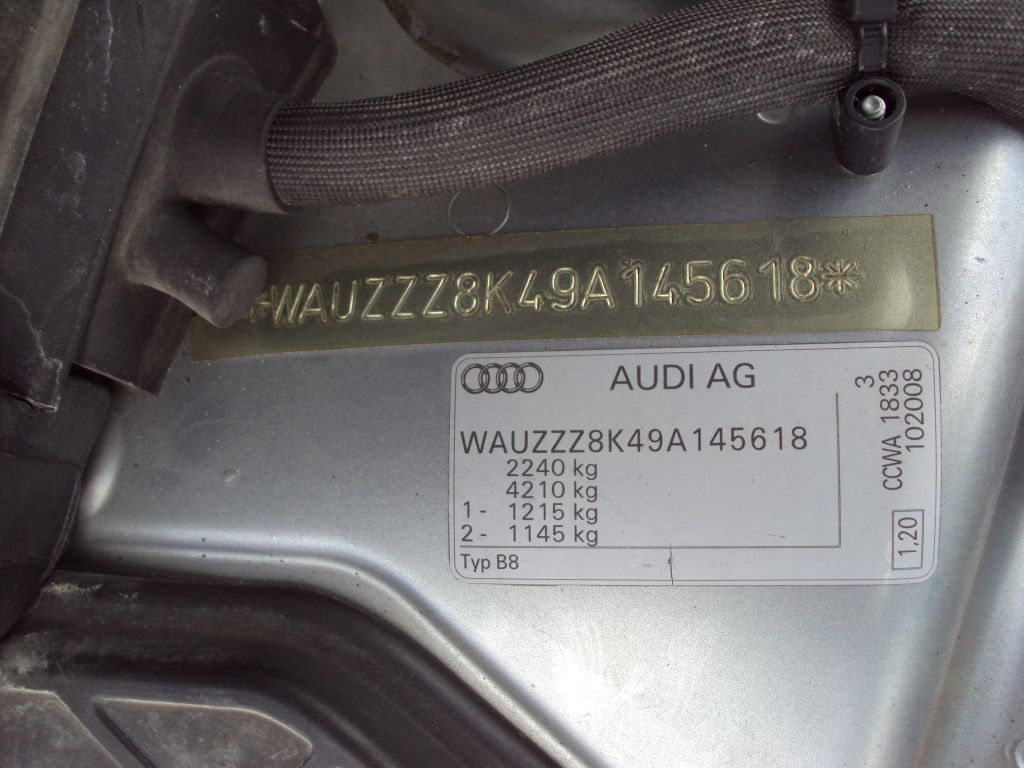 *WAUZZZ8K49A145618*
AUDI AG
WAUZZZ8K49A145618
2240 kg
4210 kg
1 - 1215 kg
2 - 1145 kg
Typ B8
3
CCWA 1833
102008
1,20